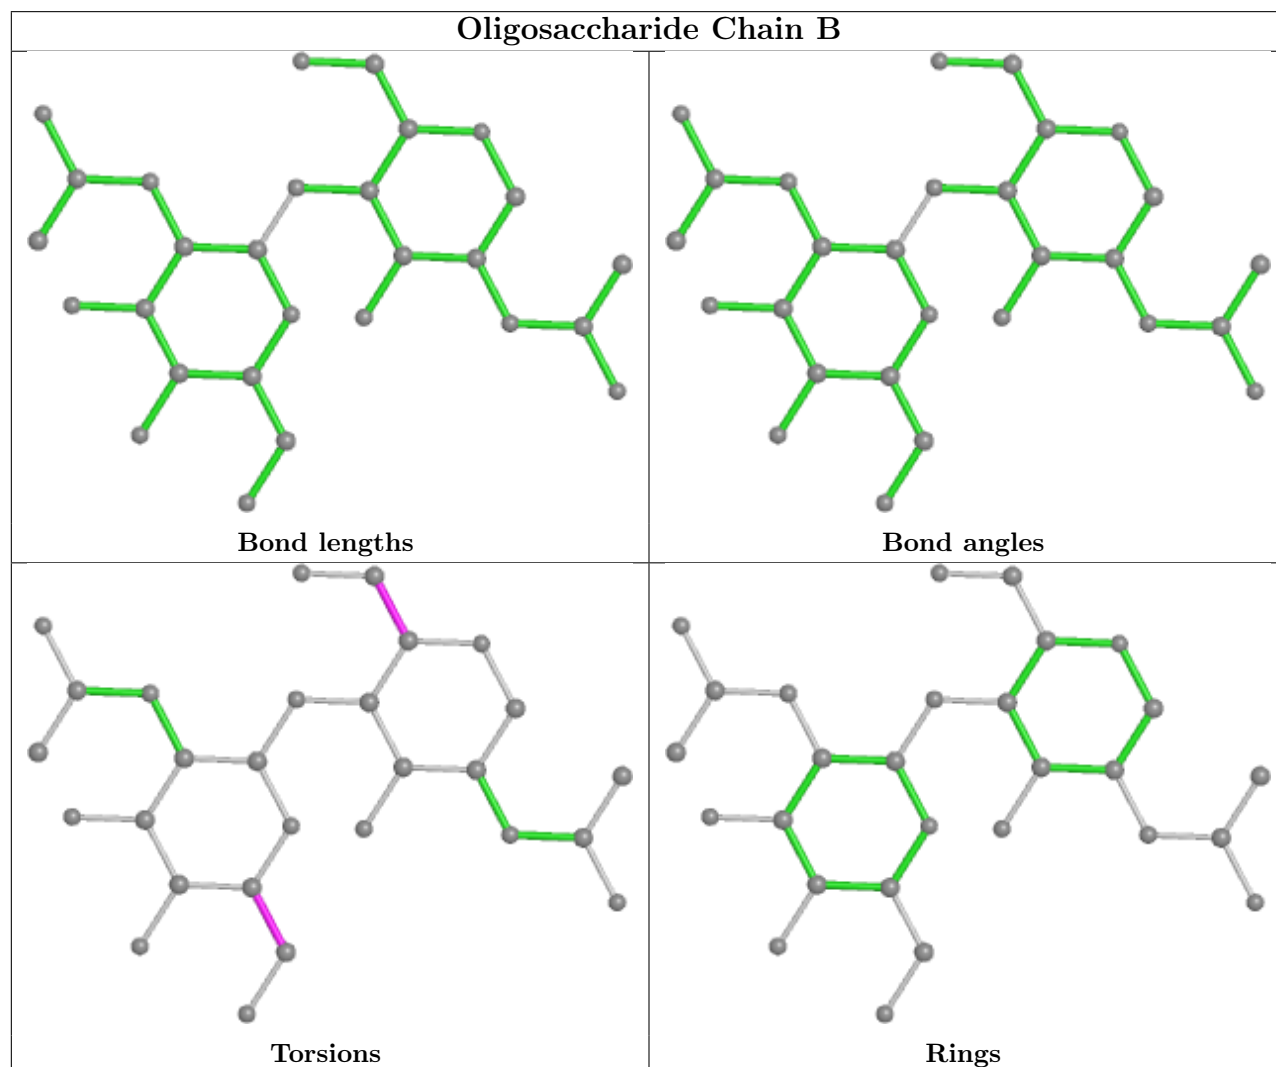 Oligosaccharide Chain B
Bond lengths
Bond angles
Torsions
Rings